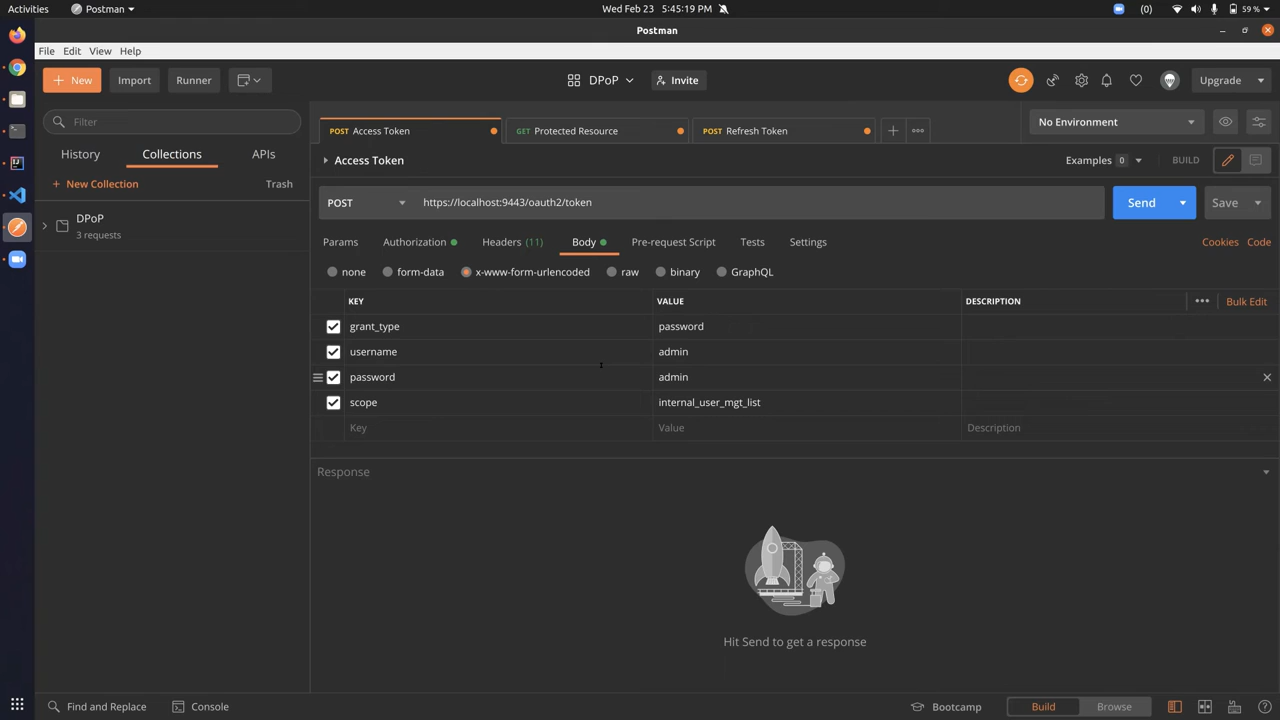 Activities Postman Wed Feb 23 5:45:19 PM (0) 59 %
Postman
File Edit View Help
New Import Runner DPoP Invite Upgrade
Filter
POST Access Token GET Protected Resource POST Refresh Token No Environment
History Collections APIs
Access Token Examples 0 BUILD
+ New Collection Trash
POST https://localhost:9443/oauth2/token Send Save
DPoP
3 requests
Params Authorization Headers (11) Body Pre-request Script Tests Settings Cookies Code
none form-data x-www-form-urlencoded raw binary GraphQL
KEY VALUE DESCRIPTION Bulk Edit
grant_type password
username admin
password admin
scope internal_user_mgt_list
Key Value Description
Response
Hit Send to get a response
Find and Replace Console Bootcamp Build Browse